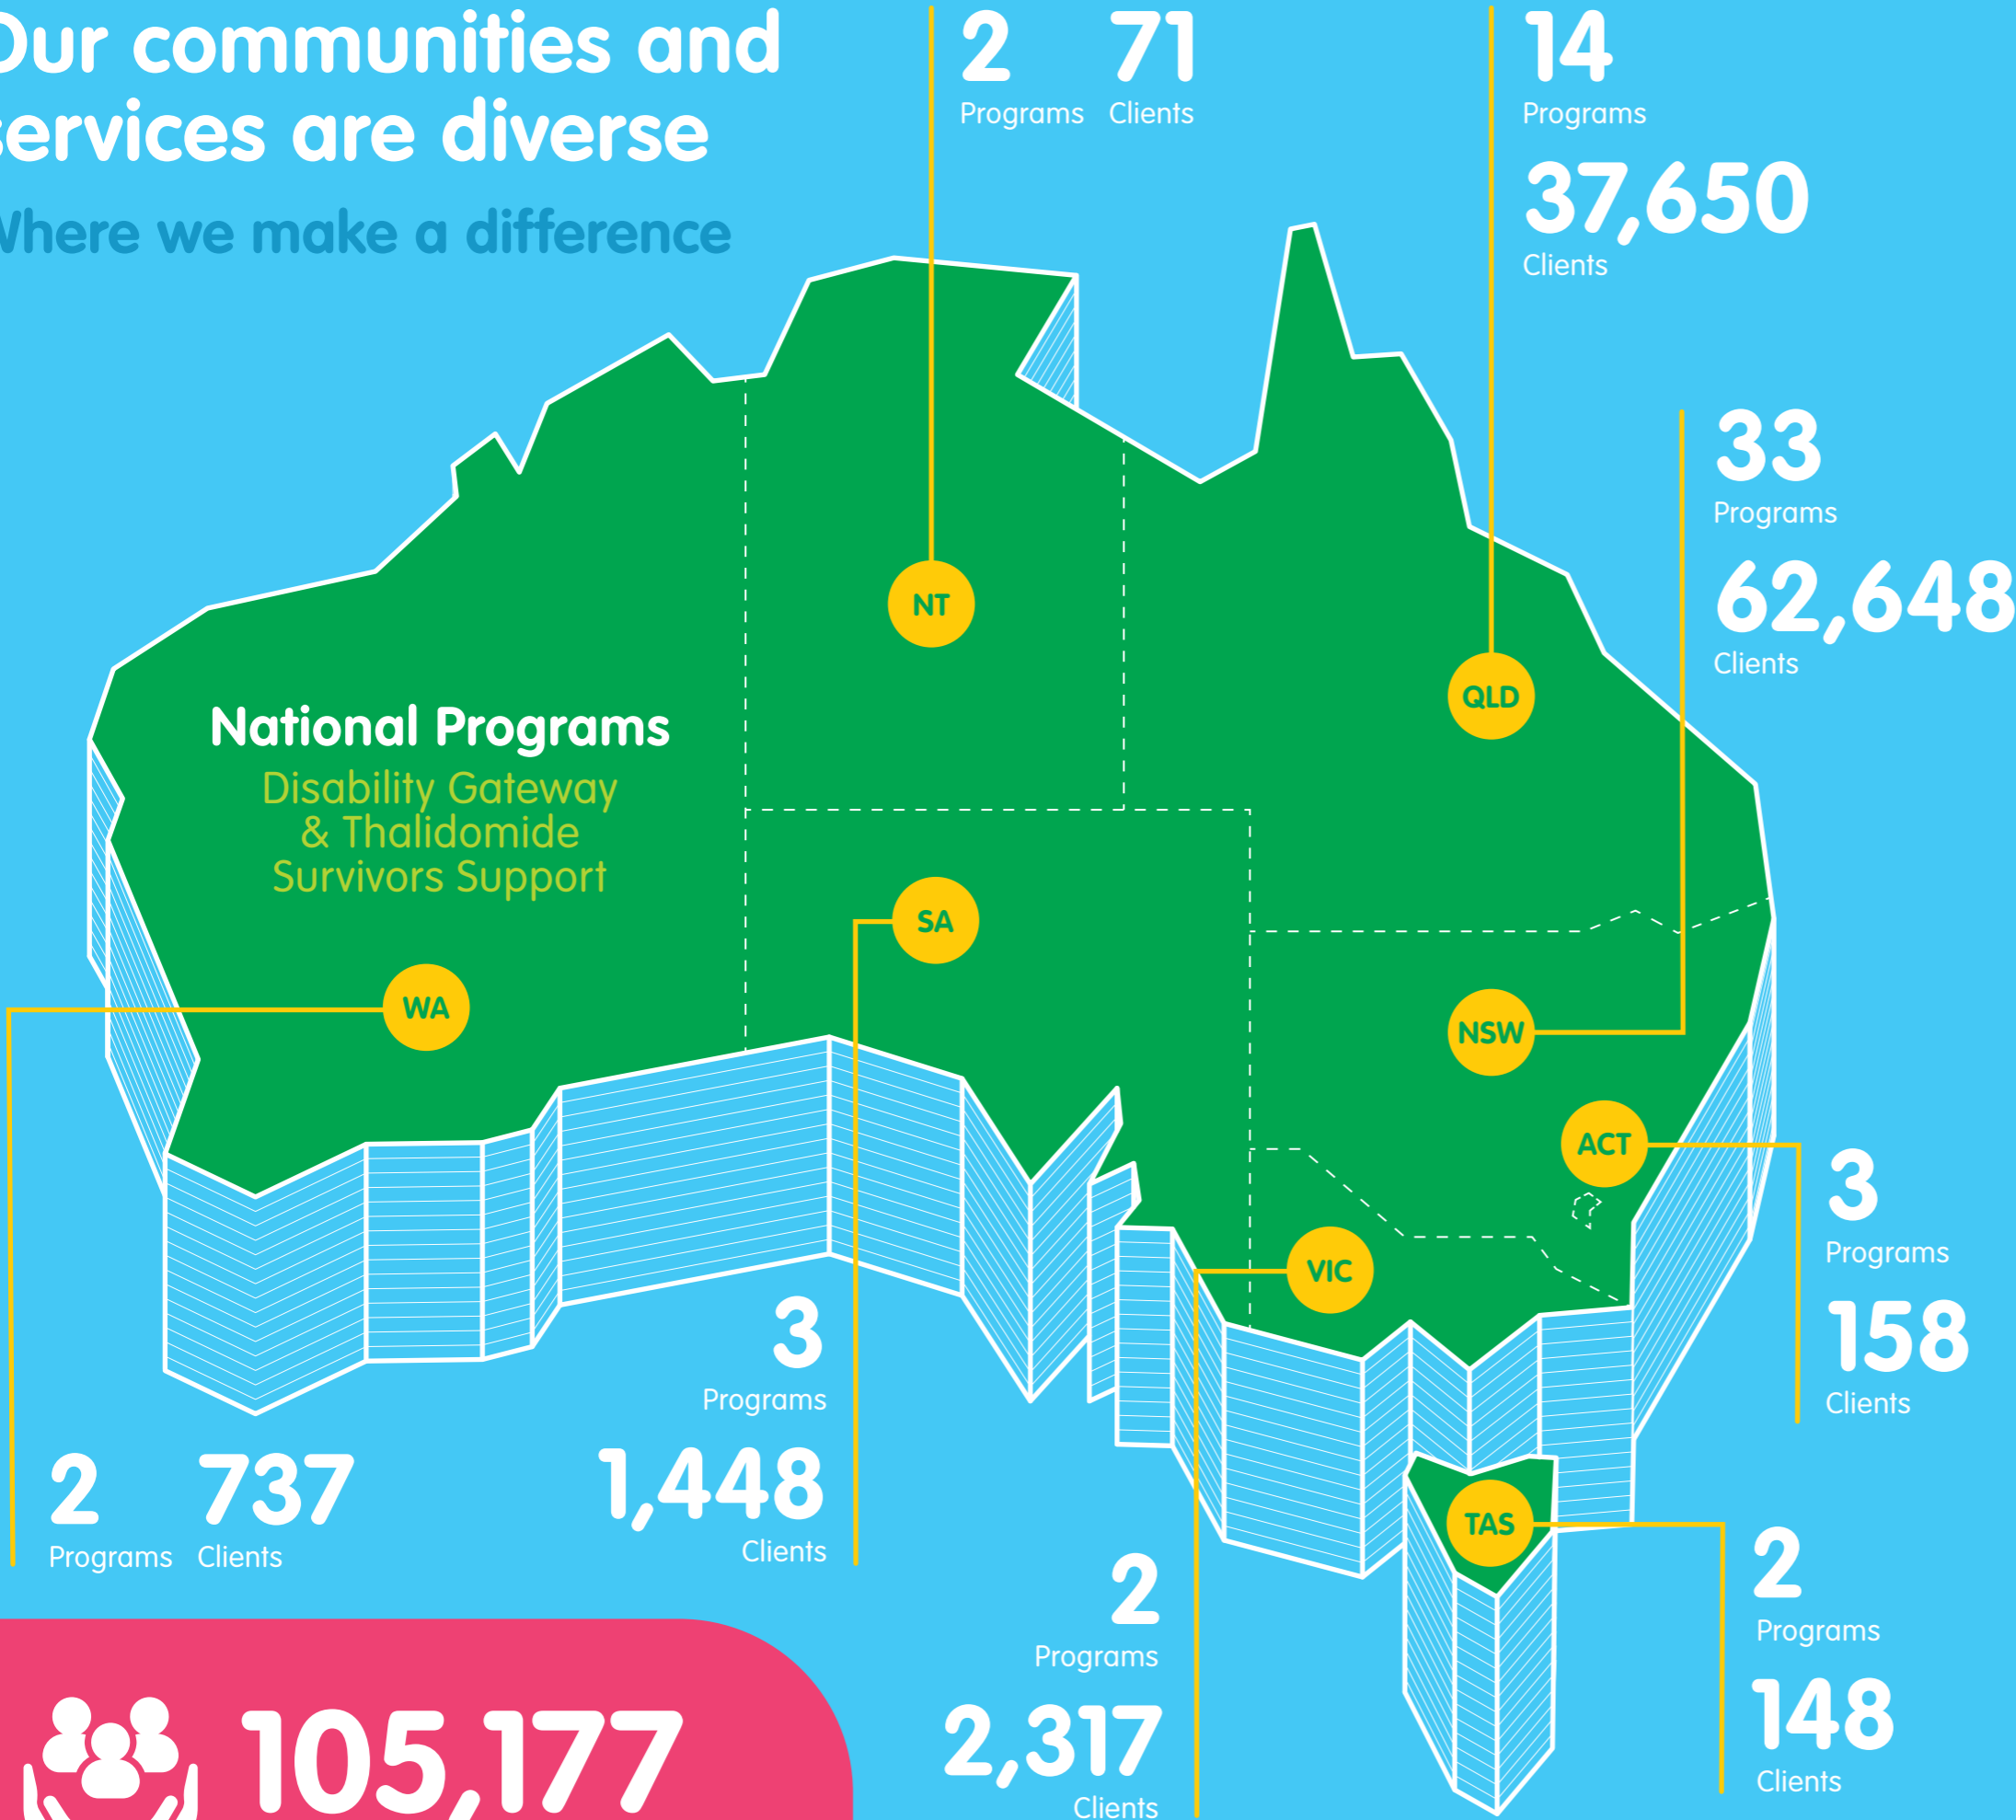 Our communities and
services are diverse
Where we make a difference
2 71
Programs Clients
14
Programs
37,650
Clients
33
Programs
62,648
Clients
NT
QLD
National Programs
Disability Gateway
& Thalidomide
Survivors Support
SA
WA
NSW
ACT
3
Programs
158
Clients
VIC
3
Programs
1,448
Clients
2 737
Programs Clients
TAS
2
Programs
148
Clients
2
Programs
2,317
Clients
105,177